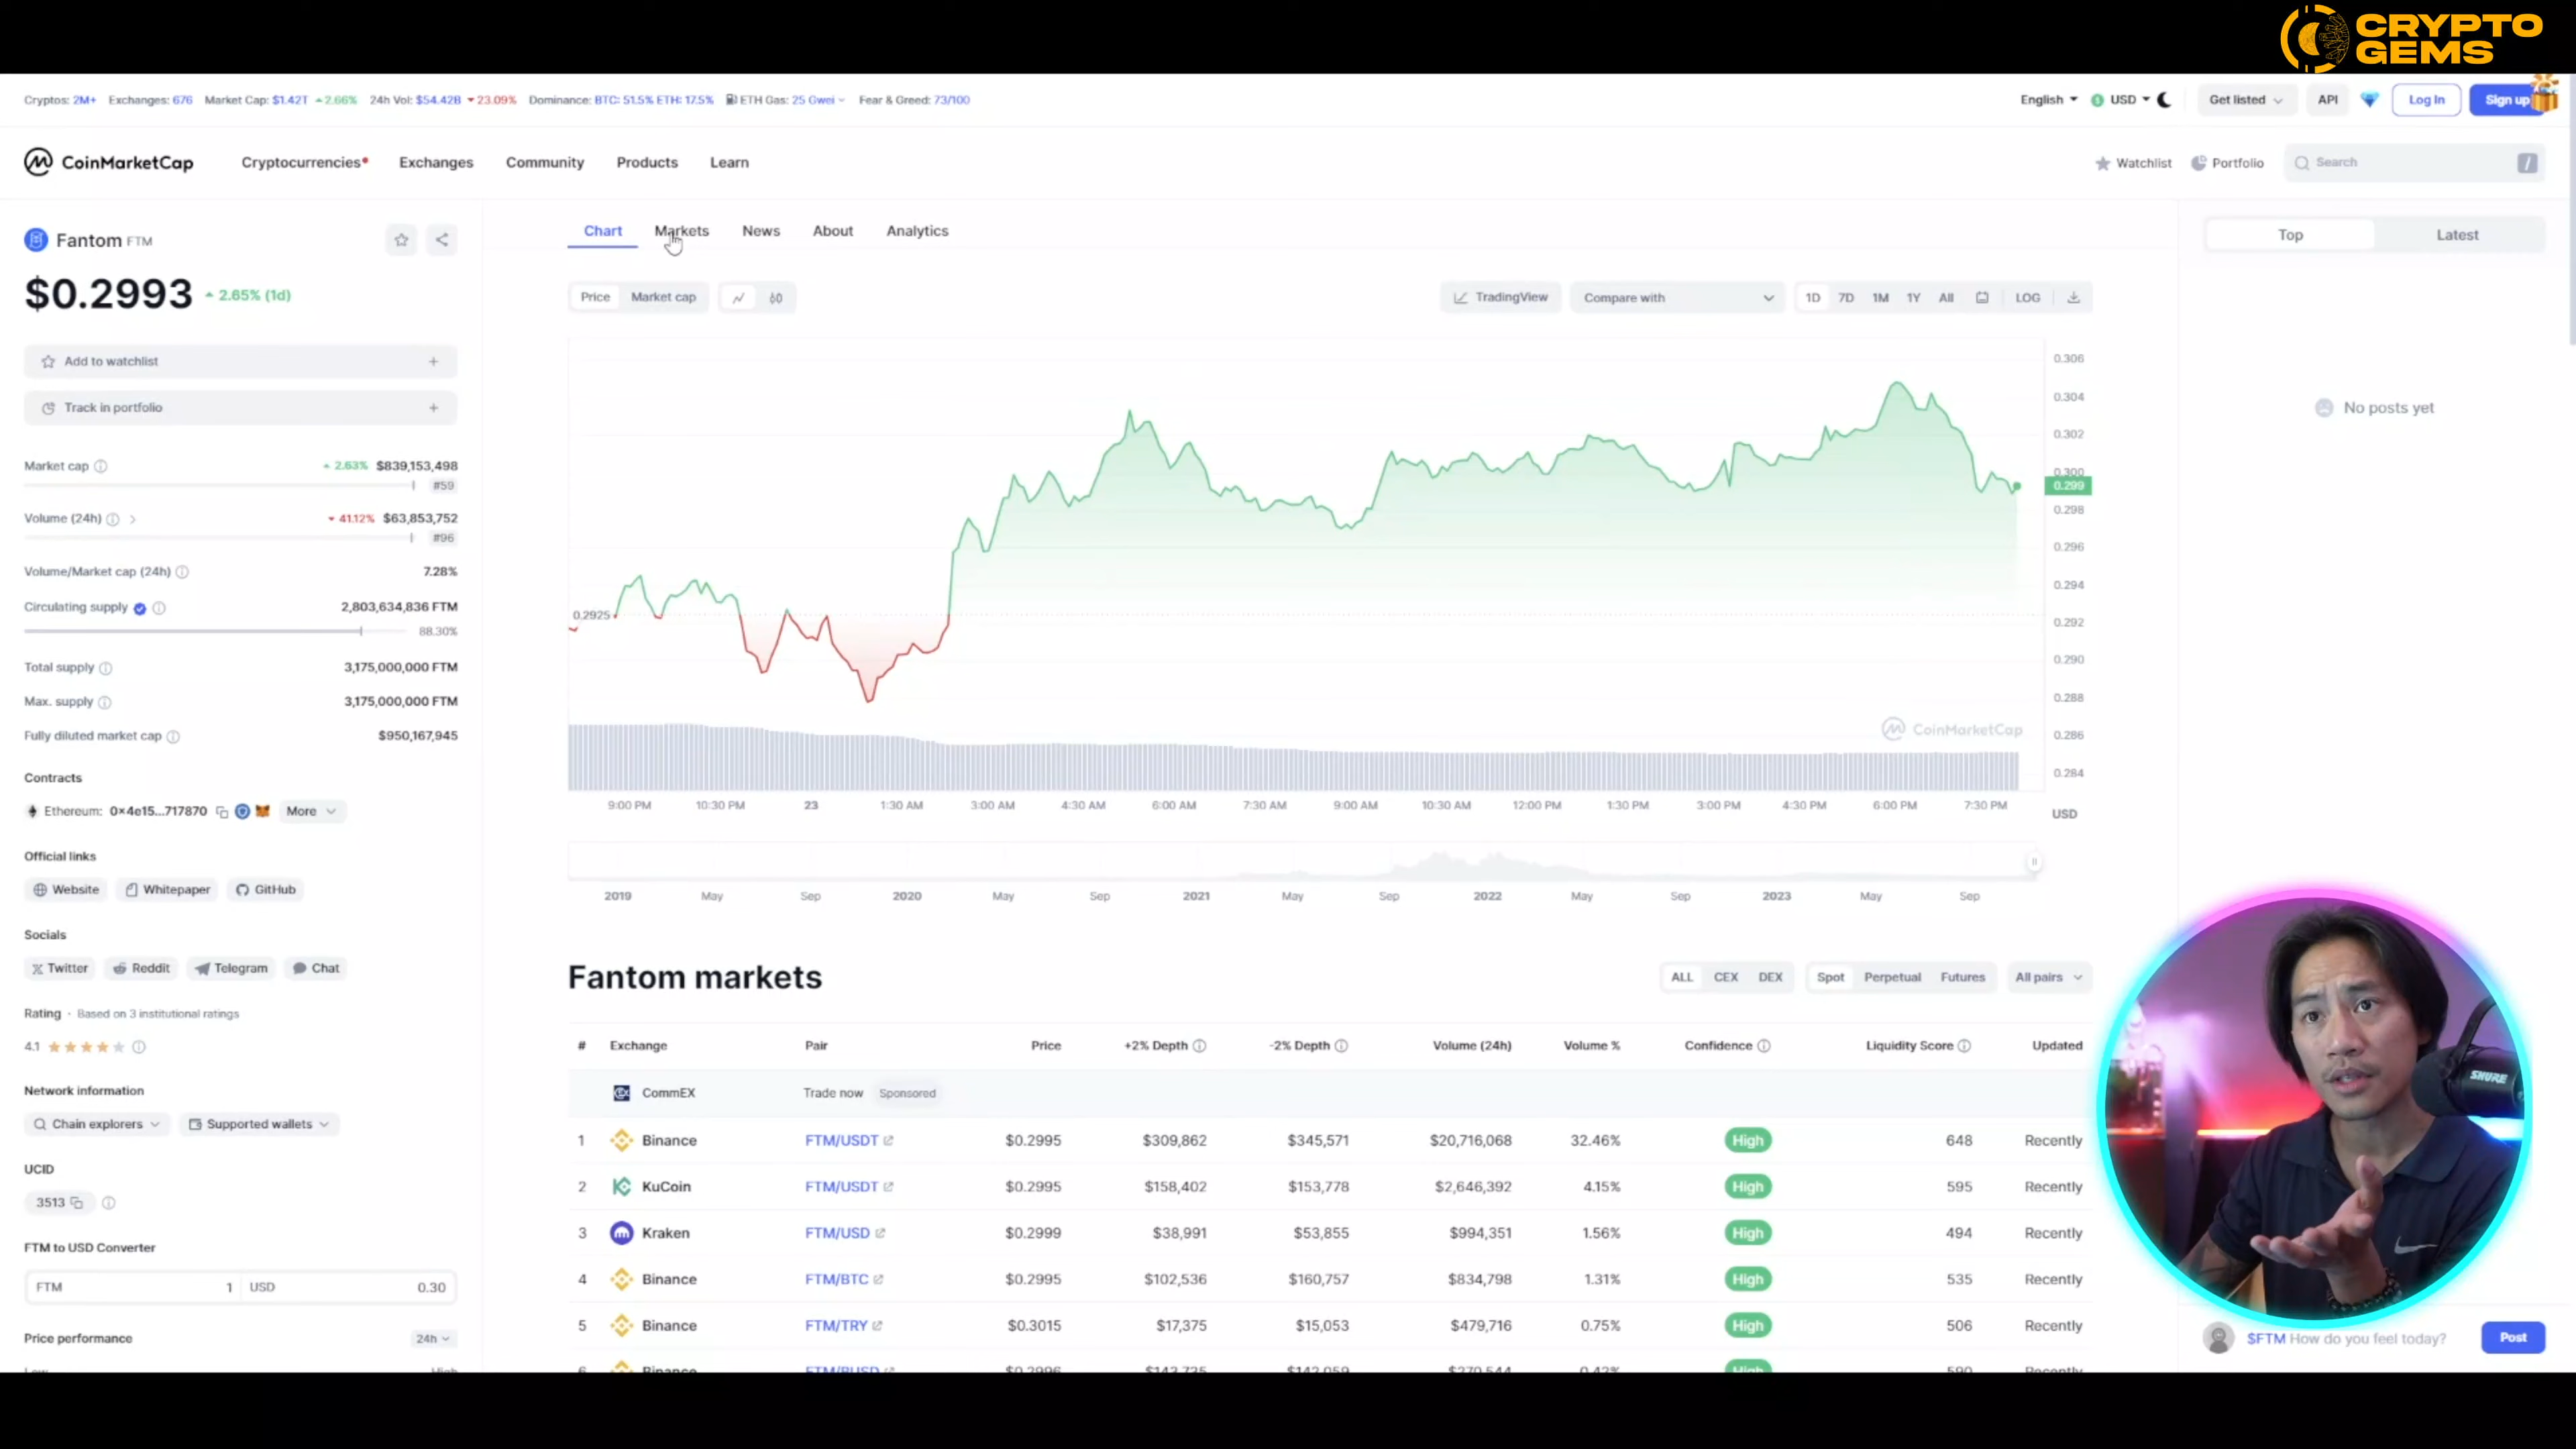 CRYPTO
GEMS
Cryptos: 2M+ Exchanges: 676 Market Cap: $1.42T 2.66% 24h Vol: $54.42B 23.09% Dominance: BTC: 51.5% ETH: 17.5% ETH Gas: 25 Gwei Fear & Greed: 73/100
English USD Get listed API Log In Sign up
CoinMarketCap Cryptocurrencies Exchanges Community Products Learn
Watchlist Portfolio Search /
Fantom FTM
$0.2993 2.65% (1d)
Add to watchlist +
Track in portfolio +
Market cap 2.63% $839,153,498
#59
Volume (24h) 41.12% $63,853,752
#96
Volume/Market cap (24h) 7.28%
Circulating supply 2,803,634,836 FTM
88.30%
Total supply 3,175,000,000 FTM
Max. supply 3,175,000,000 FTM
Fully diluted market cap $950,167,945
Contracts
Ethereum: 0x4e15...717870 More
Official links
Website Whitepaper GitHub
Socials
Twitter Reddit Telegram Chat
Rating · Based on 3 institutional ratings
4.1
Network information
Chain explorers Supported wallets
UCID
3513
FTM to USD Converter
FTM 1 USD 0.30
Price performance 24h
Low High
Chart Markets News About Analytics
Price Market cap
TradingView Compare with 1D 7D 1M 1Y All LOG
0.306
0.304
0.302
0.300
0.299
0.298
0.296
0.294
0.2925
0.292
0.290
0.288
0.286
0.284
CoinMarketCap
9:00 PM 10:30 PM 23 1:30 AM 3:00 AM 4:30 AM 6:00 AM 7:30 AM 9:00 AM 10:30 AM 12:00 PM 1:30 PM 3:00 PM 4:30 PM 6:00 PM 7:30 PM
USD
2019 May Sep 2020 May Sep 2021 May Sep 2022 May Sep 2023 May Sep
Fantom markets
ALL CEX DEX Spot Perpetual Futures All pairs
# Exchange Pair Price +2% Depth -2% Depth Volume (24h) Volume % Confidence Liquidity Score Updated
CommEX Trade now Sponsored
1 Binance FTM/USDT $0.2995 $309,862 $345,571 $20,716,068 32.46% High 648 Recently
2 KuCoin FTM/USDT $0.2995 $158,402 $153,778 $2,646,392 4.15% High 595 Recently
3 Kraken FTM/USD $0.2999 $38,991 $53,855 $994,351 1.56% High 494 Recently
4 Binance FTM/BTC $0.2995 $102,536 $160,757 $834,798 1.31% High 535 Recently
5 Binance FTM/TRY $0.3015 $17,375 $15,053 $479,716 0.75% High 506 Recently
6 Binance FTM/BUSD $0.2996 High Recently
Top Latest
No posts yet
SHURE
$FTM How do you feel today? Post